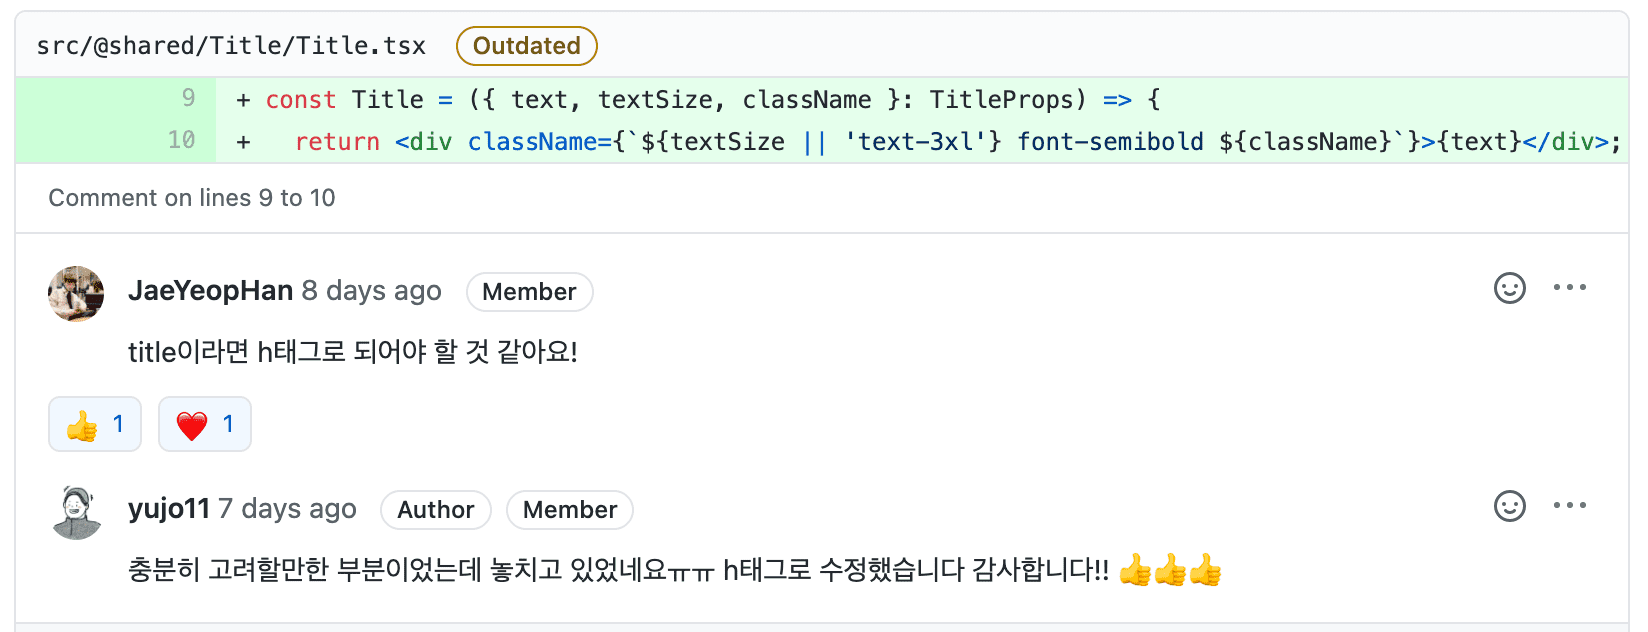 src/@shared/Title/Title.tsx Outdated
9 + const Title = ({ text, textSize, className }: TitleProps) => {
10 + return <div className={`${textSize || 'text-3xl'} font-semibold ${className}`}>{text}</div>;
Comment on lines 9 to 10
JaeYeopHan 8 days ago Member
title이라면 h태그로 되어야 할 것 같아요!
👍 1 ❤️ 1
yujo11 7 days ago Author Member
충분히 고려할만한 부분이었는데 놓치고 있었네요ㅠㅠ h태그로 수정했습니다 감사합니다!! 👍👍👍